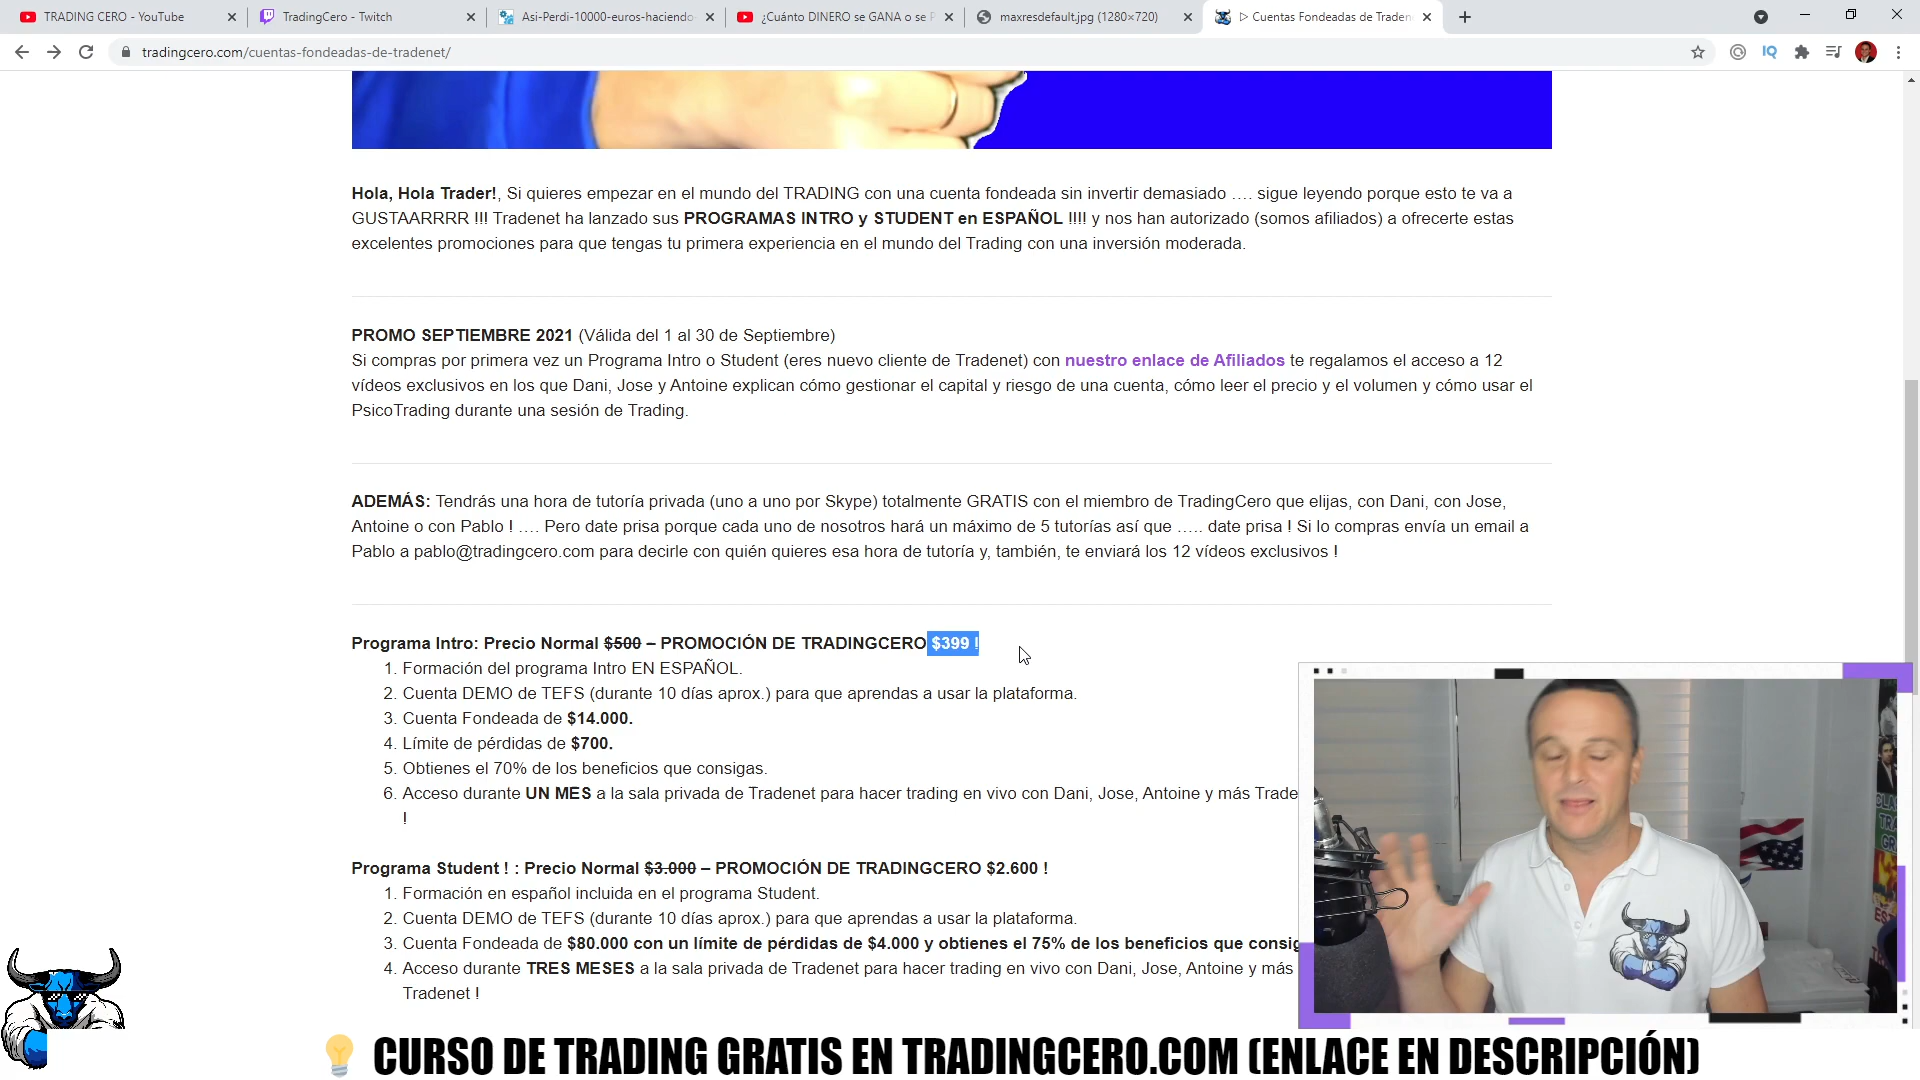 TRADING CERO - YouTube
TradingCero - Twitch
Asi-Perdi-10000-euros-haciendo-
¿Cuánto DINERO se GANA o se P
maxresdefault.jpg (1280×720)
▷ Cuentas Fondeadas de Traden
tradingcero.com/cuentas-fondeadas-de-tradenet/
IQ
Hola, Hola Trader!, Si quieres empezar en el mundo del TRADING con una cuenta fondeada sin invertir demasiado …. sigue leyendo porque esto te va a
GUSTAARRRR !!! Tradenet ha lanzado sus PROGRAMAS INTRO y STUDENT en ESPAÑOL !!!! y nos han autorizado (somos afiliados) a ofrecerte estas
excelentes promociones para que tengas tu primera experiencia en el mundo del Trading con una inversión moderada.
PROMO SEPTIEMBRE 2021 (Válida del 1 al 30 de Septiembre)
Si compras por primera vez un Programa Intro o Student (eres nuevo cliente de Tradenet) con nuestro enlace de Afiliados te regalamos el acceso a 12
vídeos exclusivos en los que Dani, Jose y Antoine explican cómo gestionar el capital y riesgo de una cuenta, cómo leer el precio y el volumen y cómo usar el
PsicoTrading durante una sesión de Trading.
ADEMÁS: Tendrás una hora de tutoría privada (uno a uno por Skype) totalmente GRATIS con el miembro de TradingCero que elijas, con Dani, con Jose,
Antoine o con Pablo ! …. Pero date prisa porque cada uno de nosotros hará un máximo de 5 tutorías así que ….. date prisa ! Si lo compras envía un email a
Pablo a pablo@tradingcero.com para decirle con quién quieres esa hora de tutoría y, también, te enviará los 12 vídeos exclusivos !
Programa Intro: Precio Normal $500 – PROMOCIÓN DE TRADINGCERO $399 !
1. Formación del programa Intro EN ESPAÑOL.
2. Cuenta DEMO de TEFS (durante 10 días aprox.) para que aprendas a usar la plataforma.
3. Cuenta Fondeada de $14.000.
4. Límite de pérdidas de $700.
5. Obtienes el 70% de los beneficios que consigas.
6. Acceso durante UN MES a la sala privada de Tradenet para hacer trading en vivo con Dani, Jose, Antoine y más Trade
!
Programa Student ! : Precio Normal $3.000 – PROMOCIÓN DE TRADINGCERO $2.600 !
1. Formación en español incluida en el programa Student.
2. Cuenta DEMO de TEFS (durante 10 días aprox.) para que aprendas a usar la plataforma.
3. Cuenta Fondeada de $80.000 con un límite de pérdidas de $4.000 y obtienes el 75% de los beneficios que consig
4. Acceso durante TRES MESES a la sala privada de Tradenet para hacer trading en vivo con Dani, Jose, Antoine y más
Tradenet !
CURSO DE TRADING GRATIS EN TRADINGCERO.COM (ENLACE EN DESCRIPCIÓN)